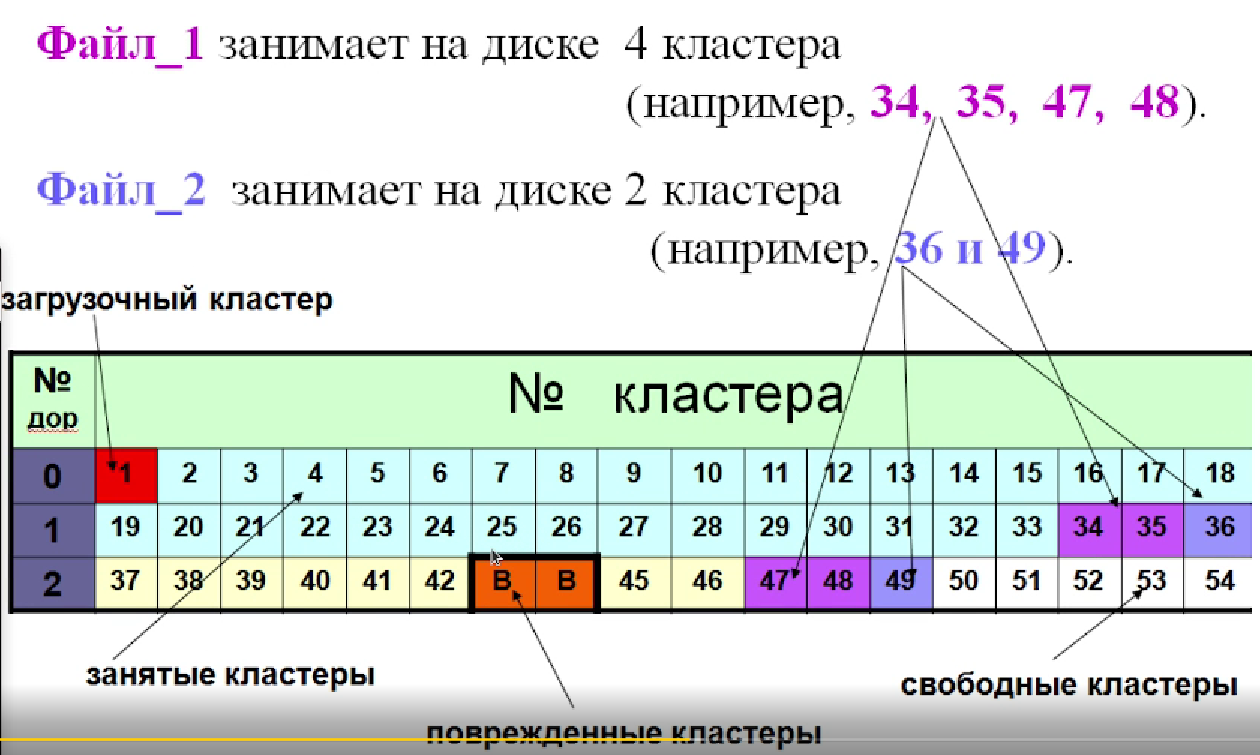 Файл_1 занимает на диске 4 кластера
(например, 34, 35, 47, 48).
Файл_2 занимает на диске 2 кластера
(например, 36 и 49).
загрузочный кластер
№
дор
№ кластера
0 1 2 3 4 5 6 7 8 9 10 11 12 13 14 15 16 17 18
1 19 20 21 22 23 24 25 26 27 28 29 30 31 32 33 34 35 36
2 37 38 39 40 41 42 В В 45 46 47 48 49 50 51 52 53 54
занятые кластеры
свободные кластеры
поврежденные кластеры